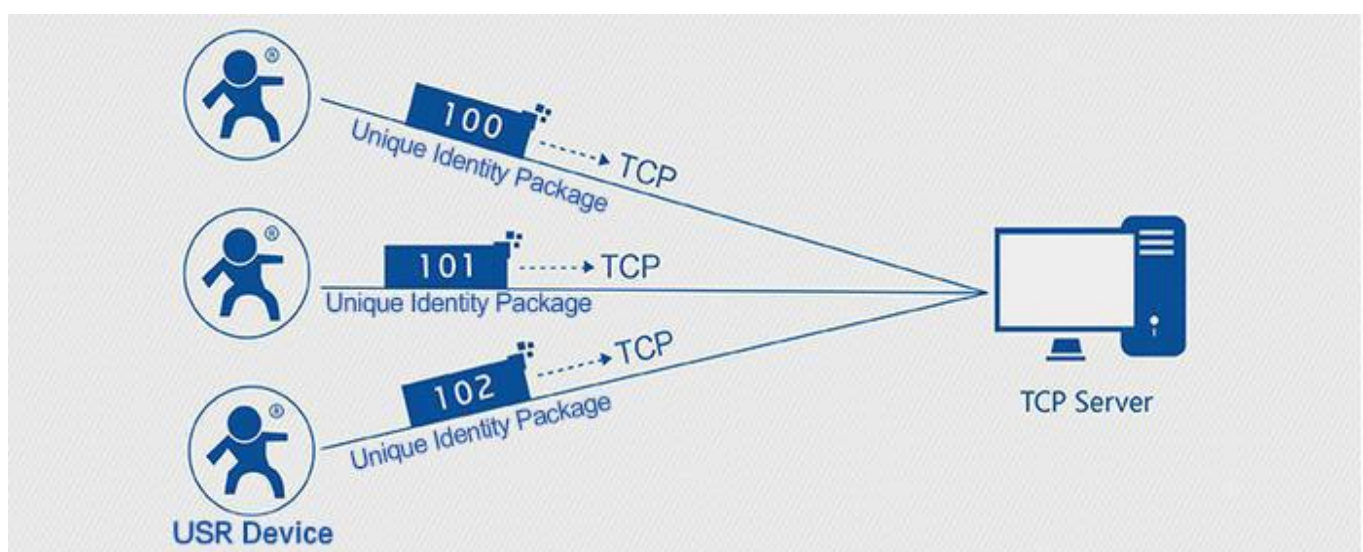 ®
100
Unique Identity Package
TCP
®
101
TCP
Unique Identity Package
®
102
TCP
Unique Identity Package
USR Device
TCP Server